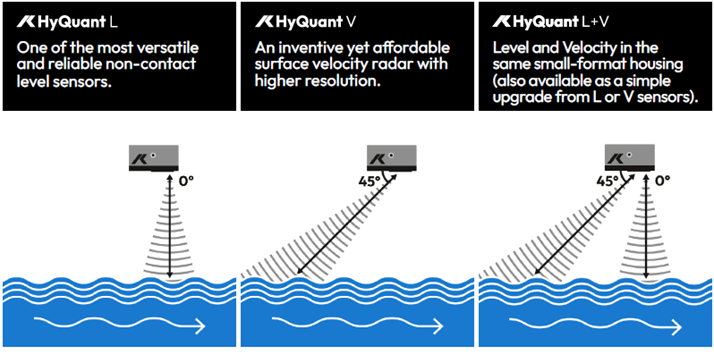 HyQuant L
One of the most versatile
and reliable non-contact
level sensors.
0°
HyQuant V
An inventive yet affordable
surface velocity radar with
higher resolution.
45°
HyQuant L+V
Level and Velocity in the
same small-format housing
(also available as a simple
upgrade from L or V sensors).
45° 0°